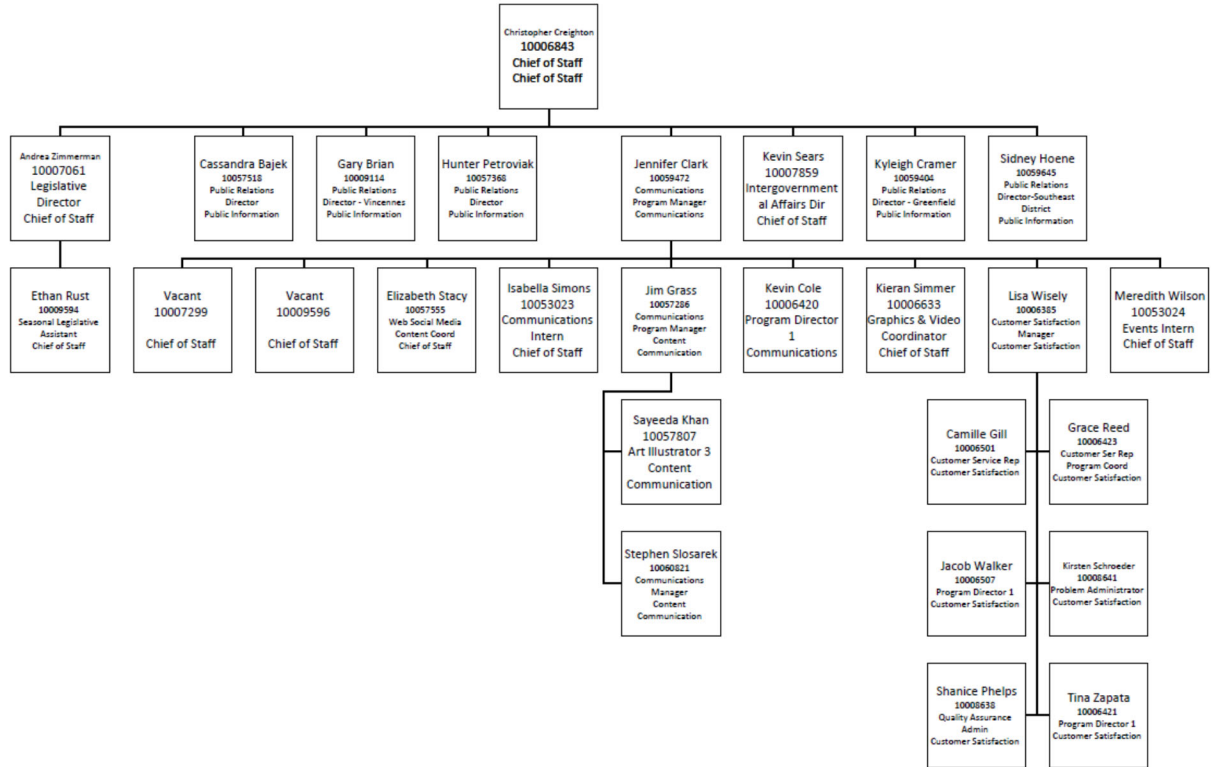 Christopher Creighton
10006843
Chief of Staff
Chief of Staff
Andrea Zimmerman
10007061
Legislative
Director
Chief of Staff
Cassandra Bajek
10057518
Public Relations
Director
Public Information
Gary Brian
10009114
Public Relations
Director - Vincennes
Public Information
Hunter Petroviak
10057368
Public Relations
Director
Public Information
Jennifer Clark
10059472
Communications
Program Manager
Communications
Kevin Sears
10007859
Intergovernment
al Affairs Dir
Chief of Staff
Kyleigh Cramer
10059404
Public Relations
Director - Greenfield
Public Information
Sidney Hoene
10059645
Public Relations
Director-Southeast
District
Public Information
Ethan Rust
10009594
Seasonal Legislative
Assistant
Chief of Staff
Vacant
10007299
Chief of Staff
Vacant
10009596
Chief of Staff
Elizabeth Stacy
10057555
Web Social Media
Content Coord
Chief of Staff
Isabella Simons
10053023
Communications
Intern
Chief of Staff
Jim Grass
10057286
Communications
Program Manager
Content
Communication
Kevin Cole
10006420
Program Director
1
Communications
Kieran Simmer
10006633
Graphics & Video
Coordinator
Chief of Staff
Lisa Wisely
10006385
Customer Satisfaction
Manager
Customer Satisfaction
Meredith Wilson
10053024
Events Intern
Chief of Staff
Sayeeda Khan
10057807
Art Illustrator 3
Content
Communication
Camille Gill
10006501
Customer Service Rep
Customer Satisfaction
Grace Reed
10006423
Customer Ser Rep
Program Coord
Customer Satisfaction
Stephen Slosarek
10060821
Communications
Manager
Content
Communication
Jacob Walker
10006507
Program Director 1
Customer Satisfaction
Kirsten Schroeder
10008641
Problem Administrator
Customer Satisfaction
Shanice Phelps
10008638
Quality Assurance
Admin
Customer Satisfaction
Tina Zapata
10006421
Program Director 1
Customer Satisfaction